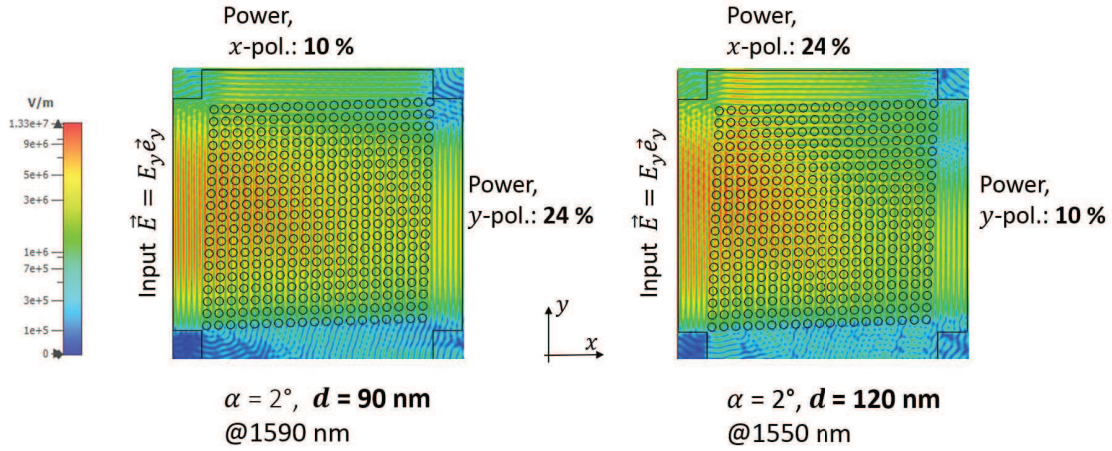 Power,
x-pol.: 10 %
Power,
x-pol.: 24 %
V/m
1.33e+7
9e+6
5e+6
3e+6
1e+6
7e+5
3e+5
1e+5
0
Input E⃗ = E_y e⃗_y
Power,
y-pol.: 24 %
Input E⃗ = E_y e⃗_y
Power,
y-pol.: 10 %
y
x
α = 2°, d = 90 nm
@1590 nm
α = 2°, d = 120 nm
@1550 nm